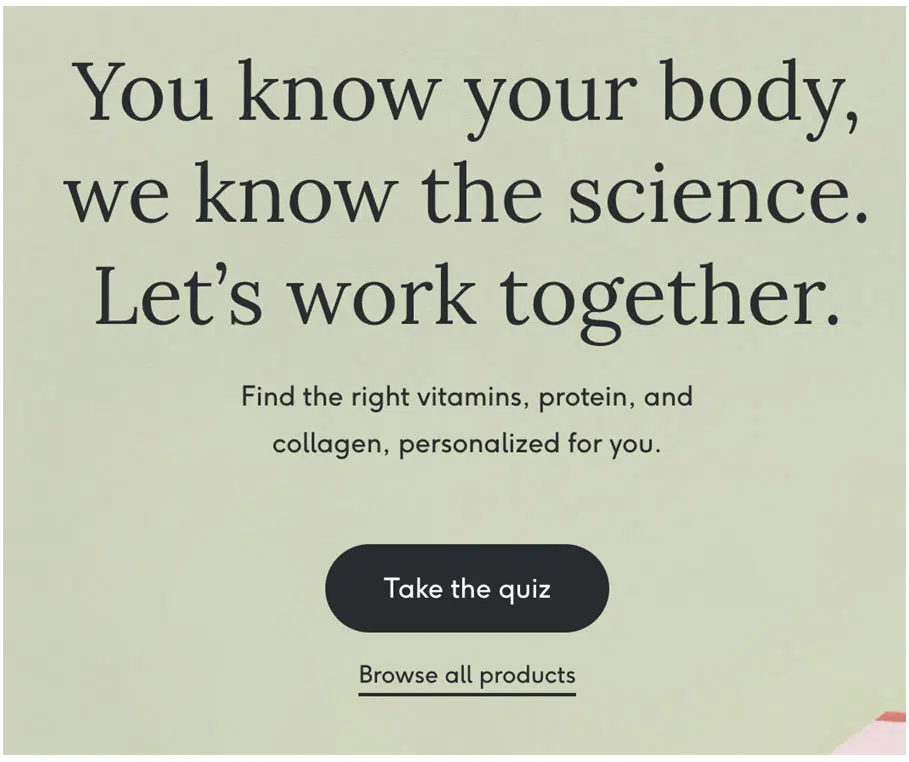 You know your body,
we know the science.
Let’s work together.
Find the right vitamins, protein, and
collagen, personalized for you.
Take the quiz
Browse all products